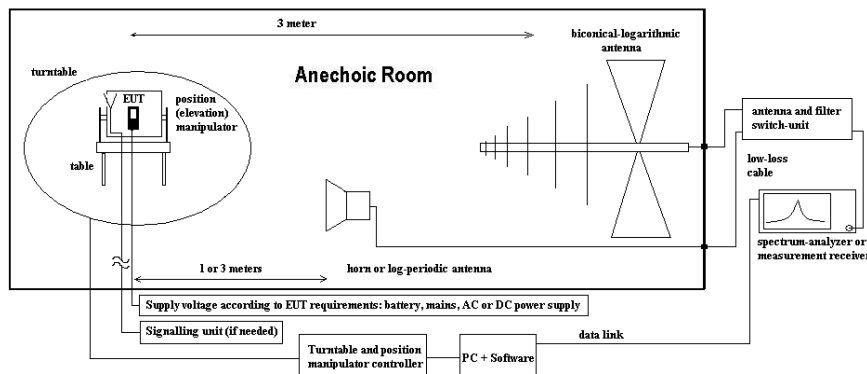 3 meter
biconical-logarithmic
antenna
turntable
Anechoic Room
EUT
position
(elevation)
manipulator
table
antenna and filter
switch-unit
low-loss
cable
spectrum-analyzer or
measurement receiver
1 or 3 meters
horn or log-periodic antenna
Supply voltage according to EUT requirements: battery, mains, AC or DC power supply
Signalling unit (if needed)
data link
Turntable and position
manipulator controller
PC + Software